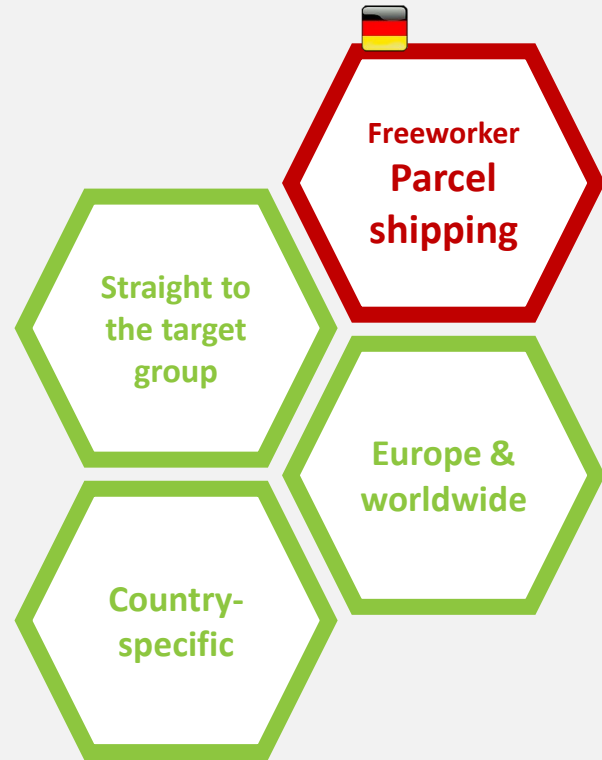 Freeworker
Parcel
shipping
Straight to
the target
group
Europe &
worldwide
Country-
specific